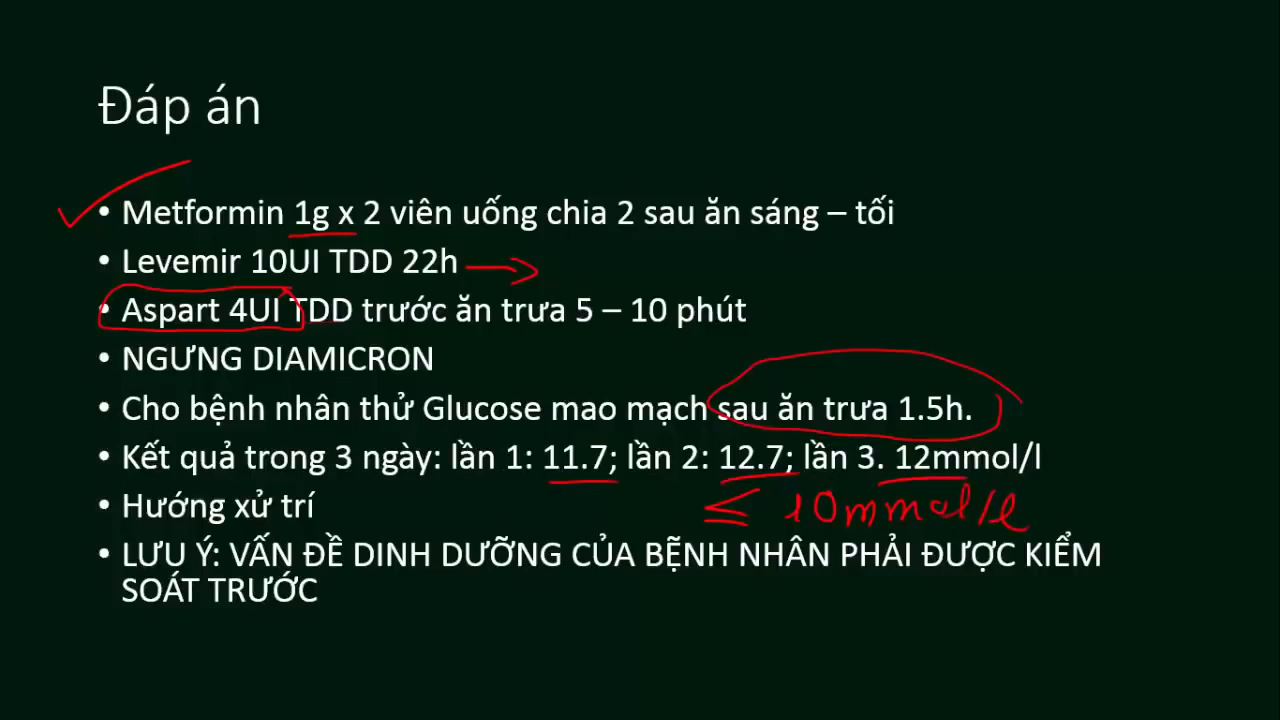 Đáp án
• Metformin 1g x 2 viên uống chia 2 sau ăn sáng – tối
• Levemir 10UI TDD 22h
• Aspart 4UI TDD trước ăn trưa 5 – 10 phút
• NGƯNG DIAMICRON
• Cho bệnh nhân thử Glucose mao mạch sau ăn trưa 1.5h.
• Kết quả trong 3 ngày: lần 1: 11.7; lần 2: 12.7; lần 3. 12mmol/l
• Hướng xử trí
≤ 10mmol/l
• LƯU Ý: VẤN ĐỀ DINH DƯỠNG CỦA BỆNH NHÂN PHẢI ĐƯỢC KIỂM
SOÁT TRƯỚC